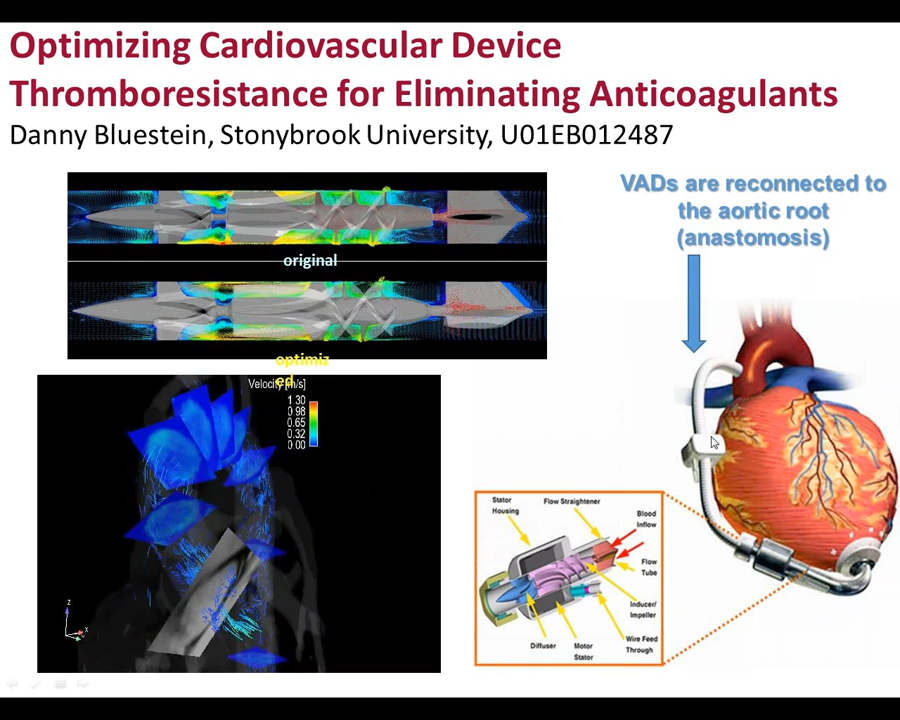 Optimizing Cardiovascular Device
Thromboresistance for Eliminating Anticoagulants
Danny Bluestein, Stonybrook University, U01EB012487
VADs are reconnected to
the aortic root
(anastomosis)
original
optimiz
ed
Velocity [m/s]
1.30
0.98
0.65
0.32
0.00
z
x
Stator
Housing
Flow Straightener
Blood
Inflow
Flow
Tube
Inducer/
Impeller
Wire Feed
Through
Motor
Stator
Diffuser